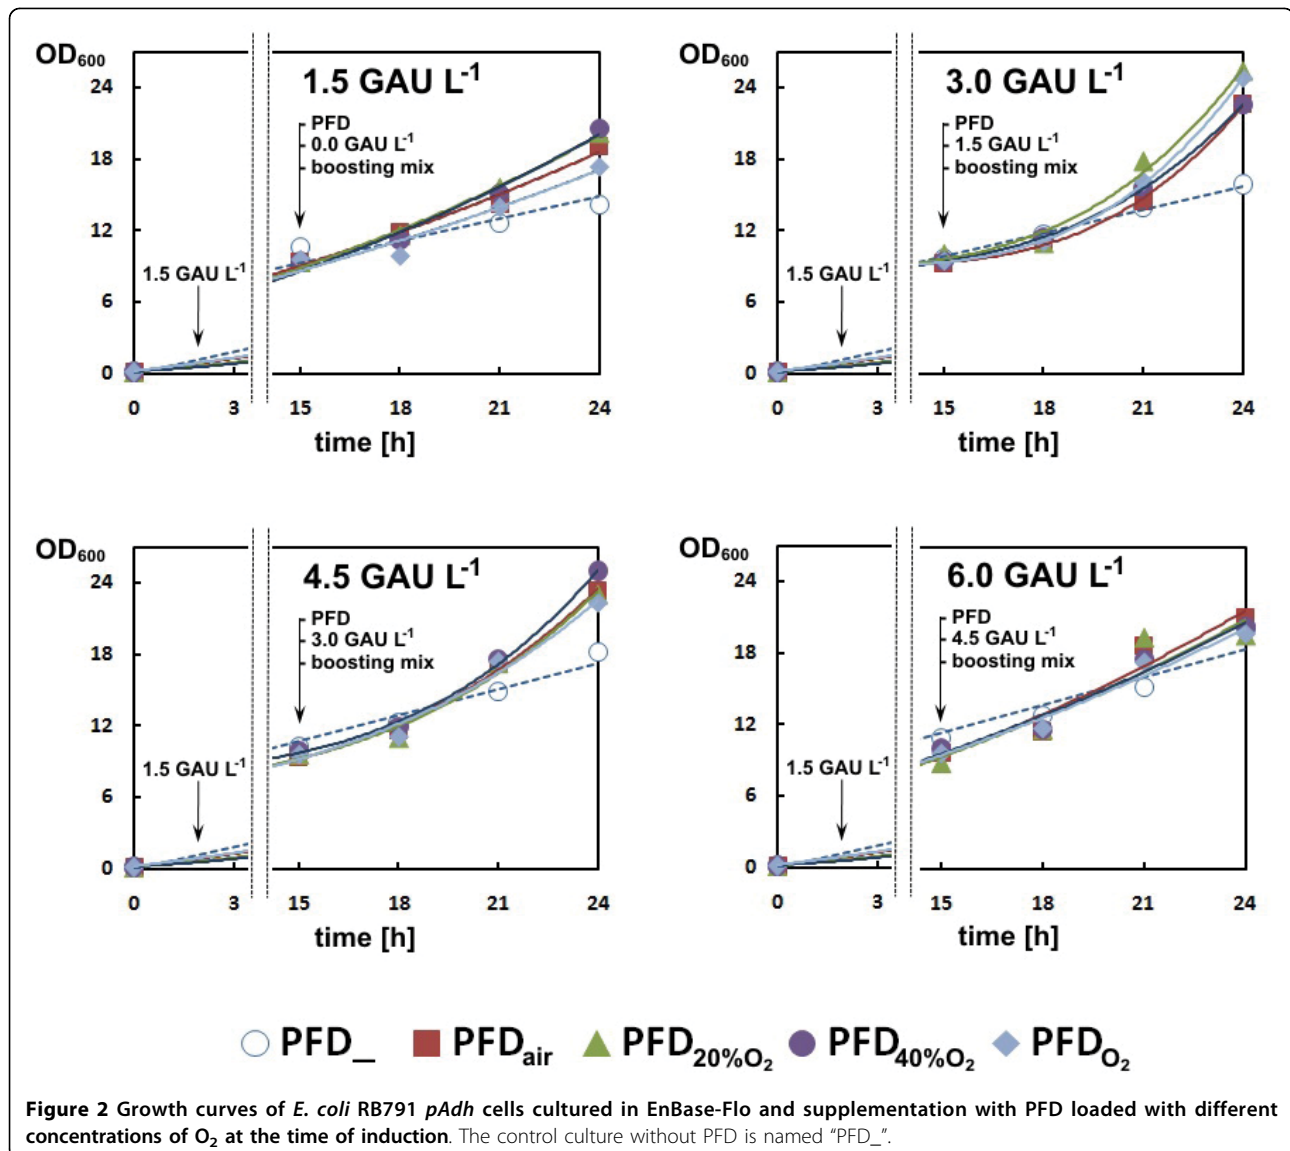 OD600
1.5 GAU L-1
24
18
12
6
0
PFD
0.0 GAU L-1
boosting mix
1.5 GAU L-1
0 3 15 18 21 24
time [h]
OD600
3.0 GAU L-1
24
18
12
6
0
PFD
1.5 GAU L-1
boosting mix
1.5 GAU L-1
0 3 15 18 21 24
time [h]
OD600
4.5 GAU L-1
24
18
12
6
0
PFD
3.0 GAU L-1
boosting mix
1.5 GAU L-1
0 3 15 18 21 24
time [h]
OD600
6.0 GAU L-1
24
18
12
6
0
PFD
4.5 GAU L-1
boosting mix
1.5 GAU L-1
0 3 15 18 21 24
time [h]
PFD_ PFDair PFD20%O2 PFD40%O2 PFDO2
Figure 2 Growth curves of E. coli RB791 pAdh cells cultured in EnBase-Flo and supplementation with PFD loaded with different
concentrations of O2 at the time of induction. The control culture without PFD is named “PFD_”.